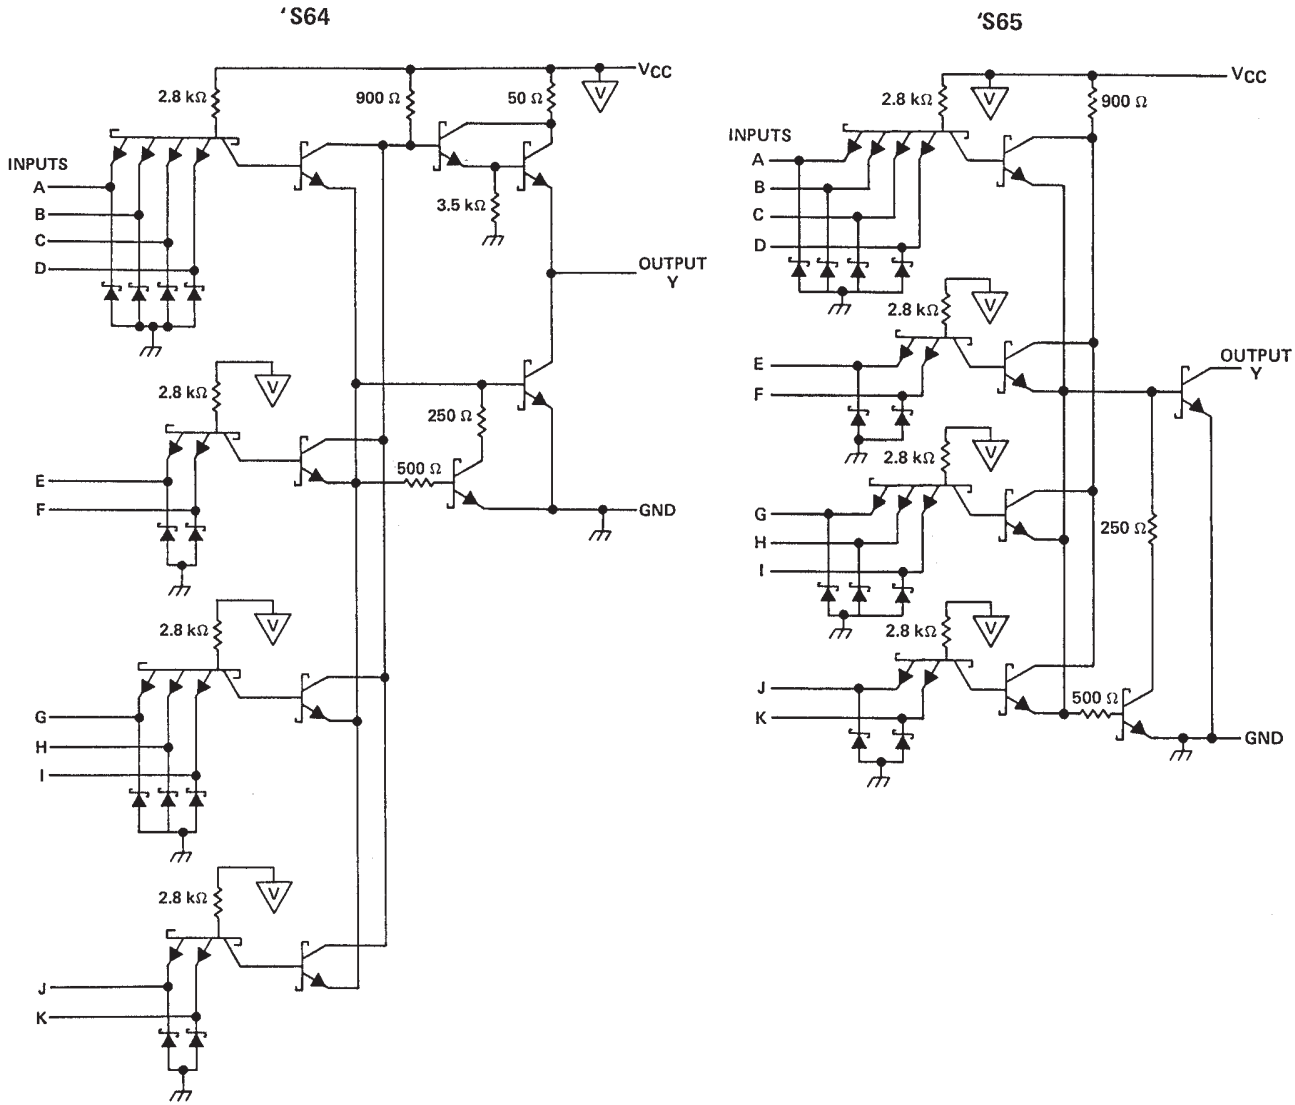 'S64
VCC
2.8 kΩ
900 Ω
50 Ω
V
INPUTS
A
B
C
D
3.5 kΩ
OUTPUT
Y
2.8 kΩ
V
250 Ω
500 Ω
E
F
GND
2.8 kΩ
V
G
H
I
2.8 kΩ
V
J
K
'S65
VCC
2.8 kΩ
V
900 Ω
INPUTS
A
B
C
D
2.8 kΩ
V
E
F
OUTPUT
Y
2.8 kΩ
V
G
H
I
250 Ω
2.8 kΩ
V
J
K
500 Ω
GND